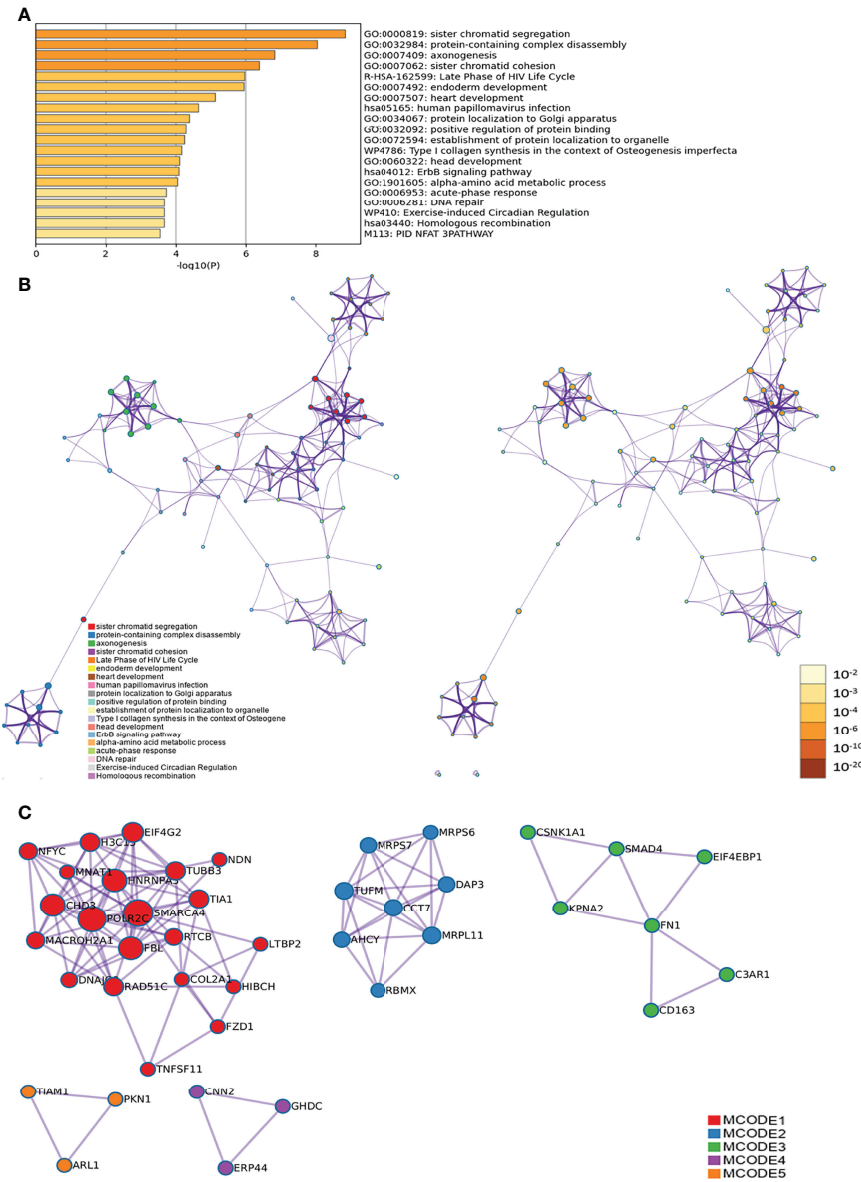 A
GO:0000819: sister chromatid segregation
GO:0032984: protein-containing complex disassembly
GO:0007409: axonogenesis
GO:0007062: sister chromatid cohesion
R-HSA-162599: Late Phase of HIV Life Cycle
GO:0007492: endoderm development
GO:0007507: heart development
hsa05165: human papillomavirus infection
GO:0034067: protein localization to Golgi apparatus
GO:0032092: positive regulation of protein binding
GO:0072594: establishment of protein localization to organelle
WP4786: Type I collagen synthesis in the context of Osteogenesis imperfecta
GO:0060322: head development
hsa04012: ErbB signaling pathway
GO:1901605: alpha-amino acid metabolic process
GO:0006953: acute-phase response
GO:0006281: DNA repair
WP410: Exercise-induced Circadian Regulation
hsa03440: Homologous recombination
M113: PID NFAT 3PATHWAY
0 2 4 6 8
-log10(P)
B
sister chromatid segregation
protein-containing complex disassembly
axonogenesis
sister chromatid cohesion
Late Phase of HIV Life Cycle
endoderm development
heart development
human papillomavirus infection
protein localization to Golgi apparatus
positive regulation of protein binding
establishment of protein localization to organelle
Type I collagen synthesis in the context of Osteogene
head development
ErbB signaling pathway
alpha-amino acid metabolic process
acute-phase response
DNA repair
Exercise-induced Circadian Regulation
Homologous recombination
10-2
10-3
10-4
10-6
10-10
10-20
C
EIF4G2
NFYC
NDN
MNAT1
TUBB3
HNRNPA3
TIA1
CHD3
POLR2C
SMARCA4
MACROH2A1
FBL
RTCB
LTBP2
RAD51C
COL2A1
HIBCH
FZD1
TNFSF11
MRPS6
MRPS7
DAP3
TUFM
CCT7
AHCY
MRPL11
RBMX
CSNK1A1
SMAD4
EIF4EBP1
KPNA2
FN1
C3AR1
CD163
TIAM1
PKN1
ARL1
CNN2
GHDC
ERP44
MCODE1
MCODE2
MCODE3
MCODE4
MCODE5